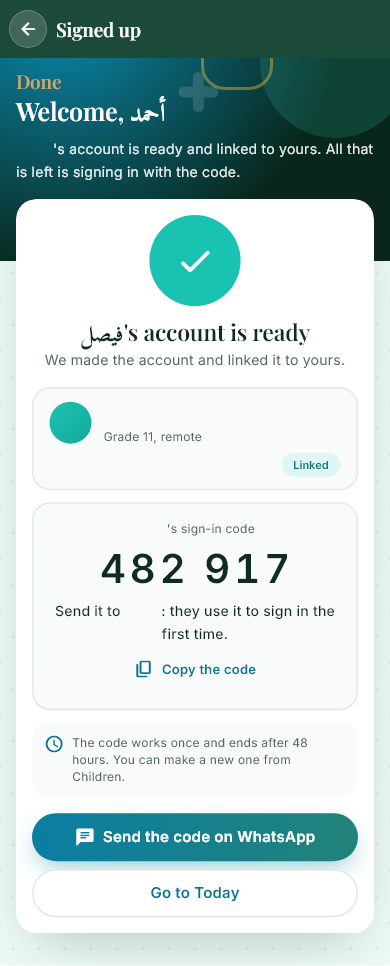 Signed up
Done
Welcome, أحمد
's account is ready and linked to yours. All that
is left is signing in with the code.
فيصل's account is ready
We made the account and linked it to yours.
Grade 11, remote
Linked
's sign-in code
482 917
Send it to : they use it to sign in the
first time.
Copy the code
The code works once and ends after 48
hours. You can make a new one from
Children.
Send the code on WhatsApp
Go to Today